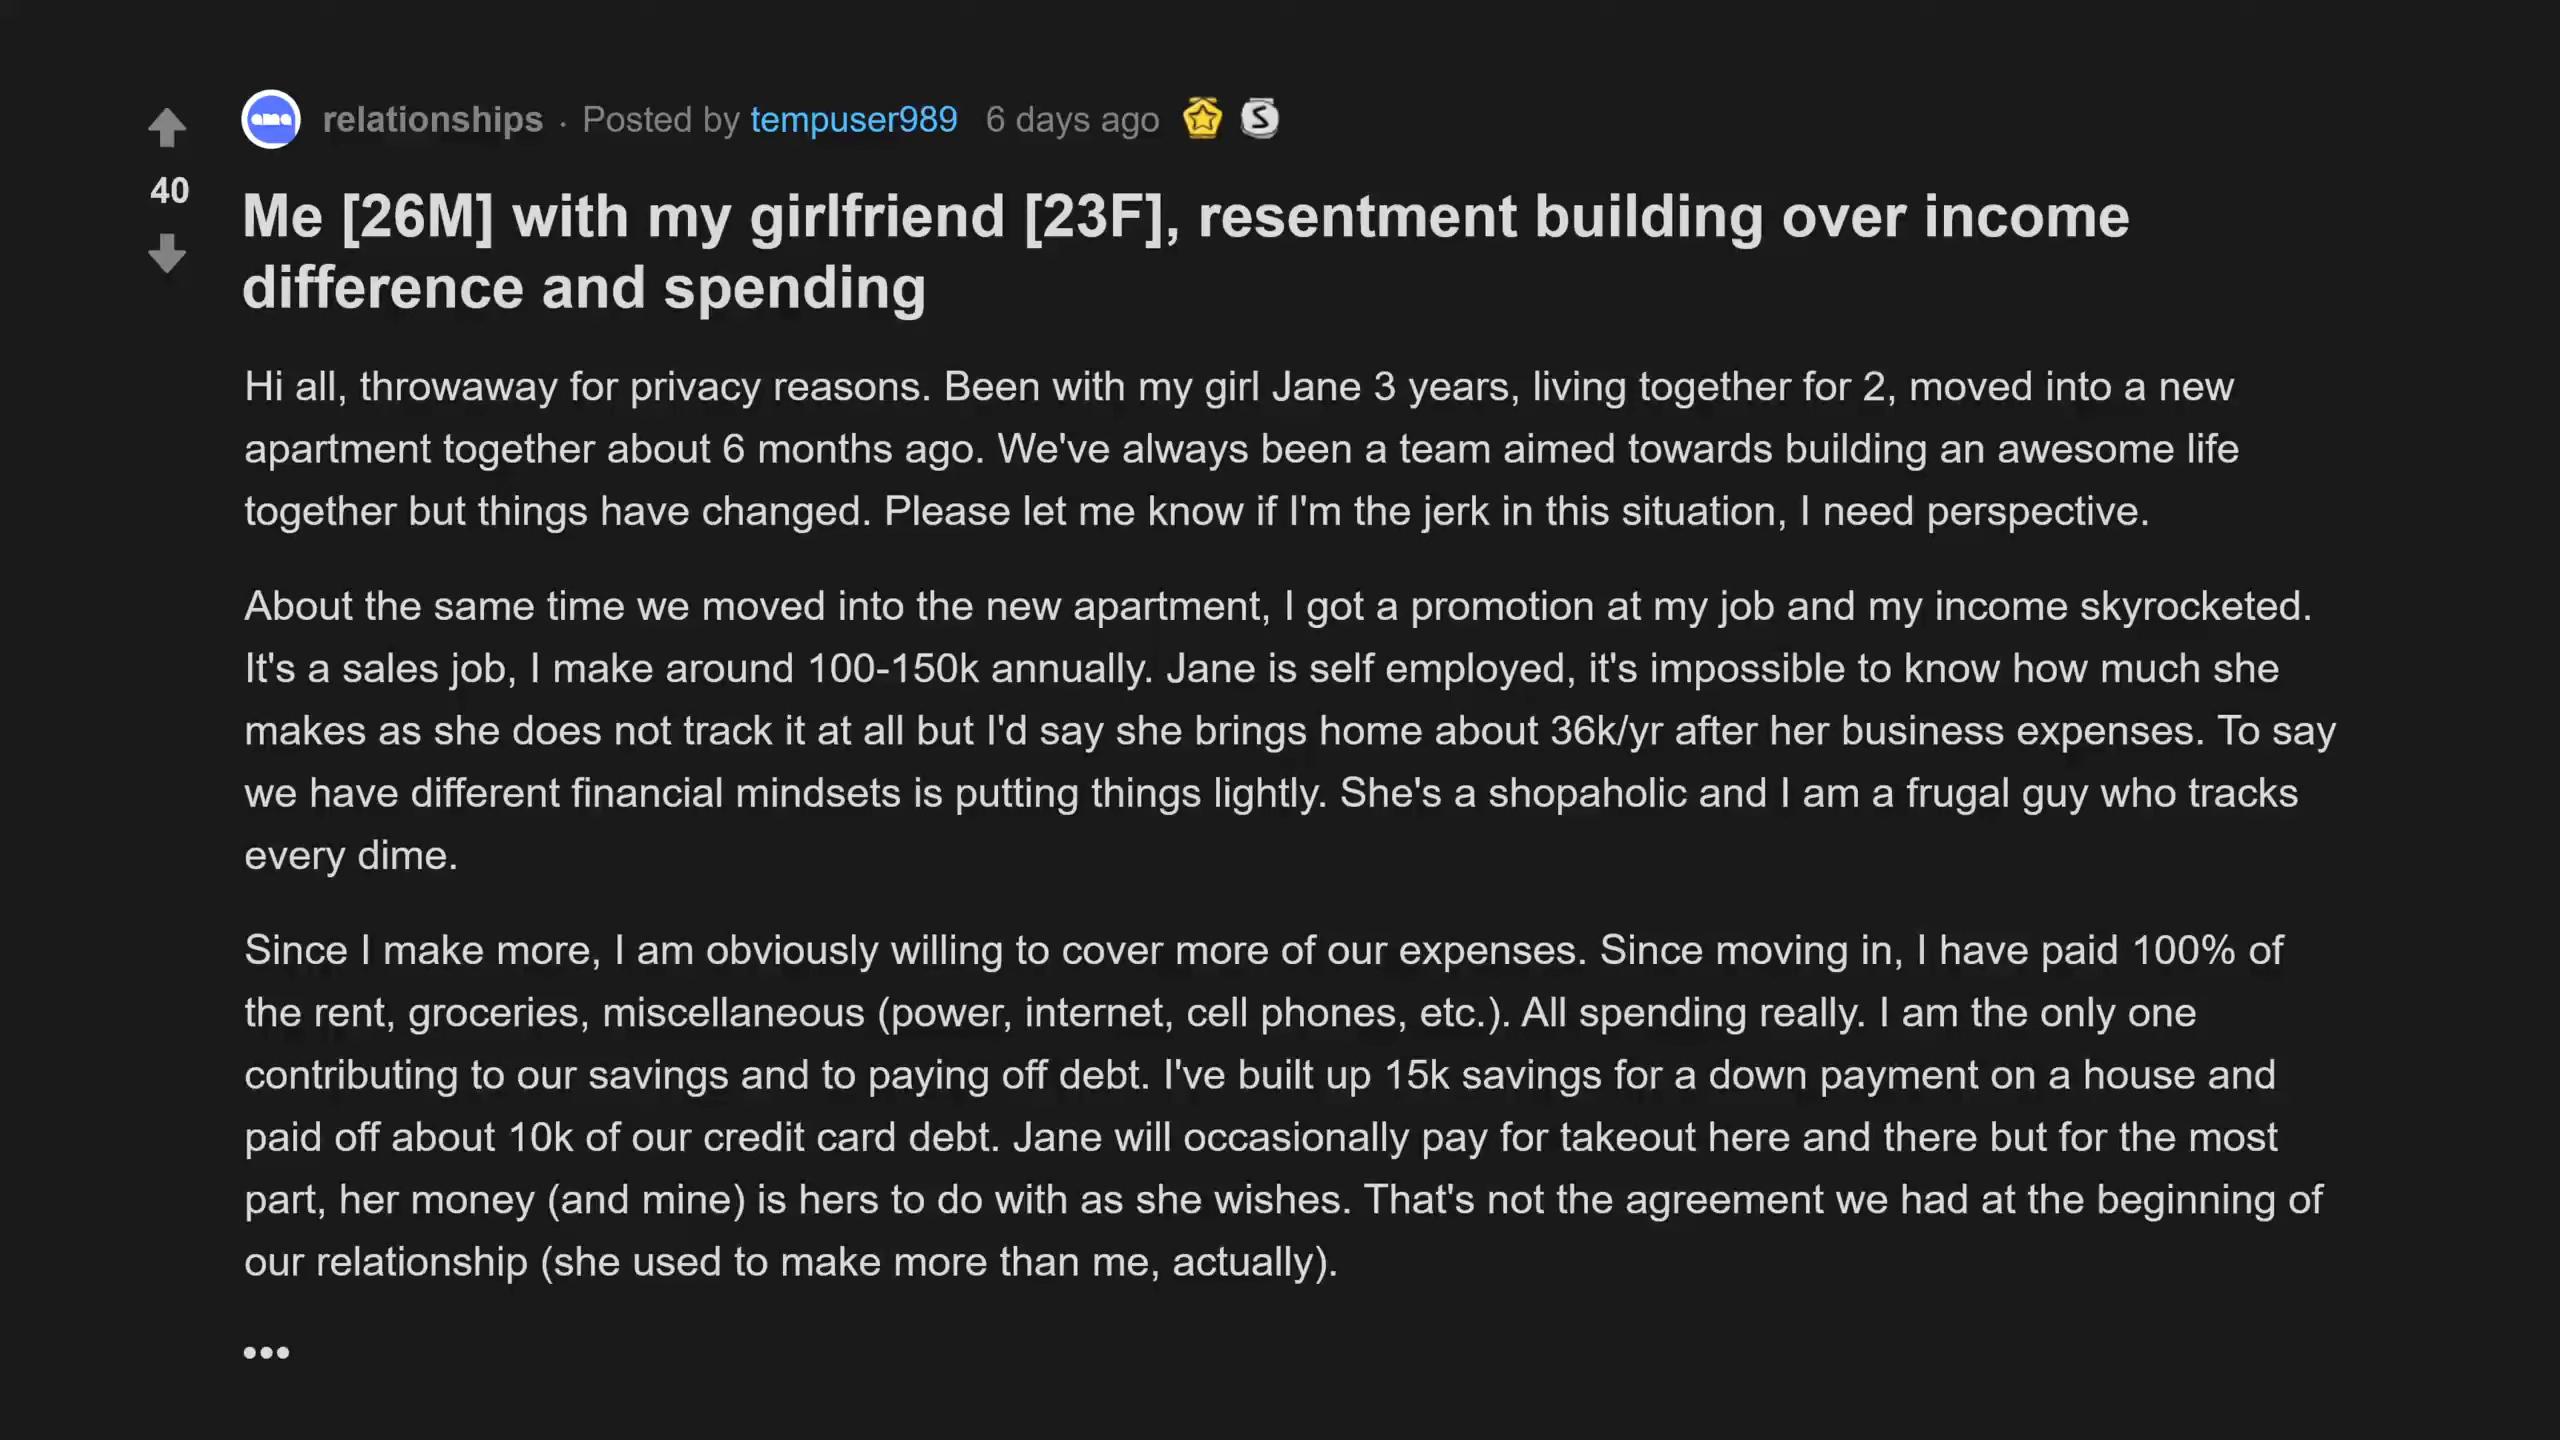 relationships · Posted by tempuser989 6 days ago
40
Me [26M] with my girlfriend [23F], resentment building over income
difference and spending
Hi all, throwaway for privacy reasons. Been with my girl Jane 3 years, living together for 2, moved into a new
apartment together about 6 months ago. We've always been a team aimed towards building an awesome life
together but things have changed. Please let me know if I'm the jerk in this situation, I need perspective.
About the same time we moved into the new apartment, I got a promotion at my job and my income skyrocketed.
It's a sales job, I make around 100-150k annually. Jane is self employed, it's impossible to know how much she
makes as she does not track it at all but I'd say she brings home about 36k/yr after her business expenses. To say
we have different financial mindsets is putting things lightly. She's a shopaholic and I am a frugal guy who tracks
every dime.
Since I make more, I am obviously willing to cover more of our expenses. Since moving in, I have paid 100% of
the rent, groceries, miscellaneous (power, internet, cell phones, etc.). All spending really. I am the only one
contributing to our savings and to paying off debt. I've built up 15k savings for a down payment on a house and
paid off about 10k of our credit card debt. Jane will occasionally pay for takeout here and there but for the most
part, her money (and mine) is hers to do with as she wishes. That's not the agreement we had at the beginning of
our relationship (she used to make more than me, actually).
•••